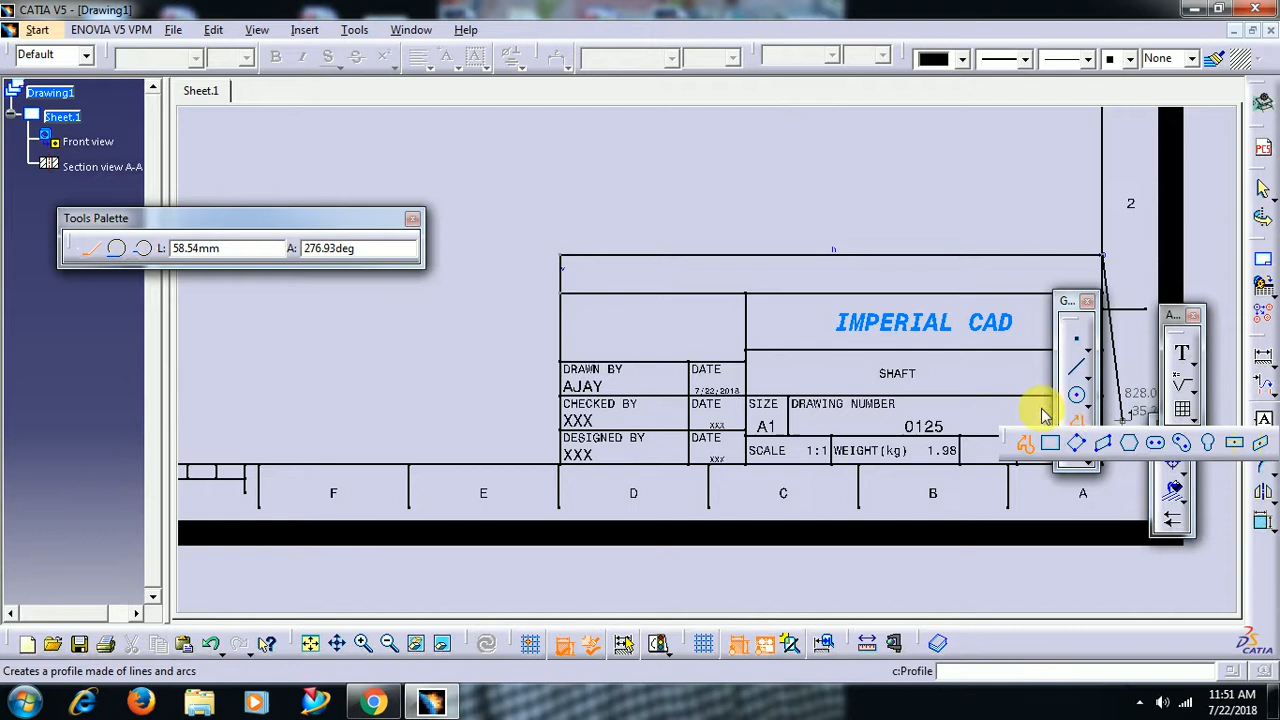 CATIA V5 - [Drawing1]
Start ENOVIA V5 VPM File Edit View Insert Tools Window Help
Default
None
Drawing1
Sheet.1
Front view
Section view A-A
Sheet.1
Tools Palette
L: 58.54mm A: 276.93deg
2
h
v
G...
A...
IMPERIAL CAD
DRAWN BY
AJAY
DATE
7/22/2018
SHAFT
CHECKED BY
XXX
DATE
XXX
SIZE
A1
DRAWING NUMBER
0125
DESIGNED BY
XXX
DATE
XXX
SCALE 1:1
WEIGHT(kg) 1.98
F E D C B A
Creates a profile made of lines and arcs
c:Profile
CATIA
11:51 AM
7/22/2018